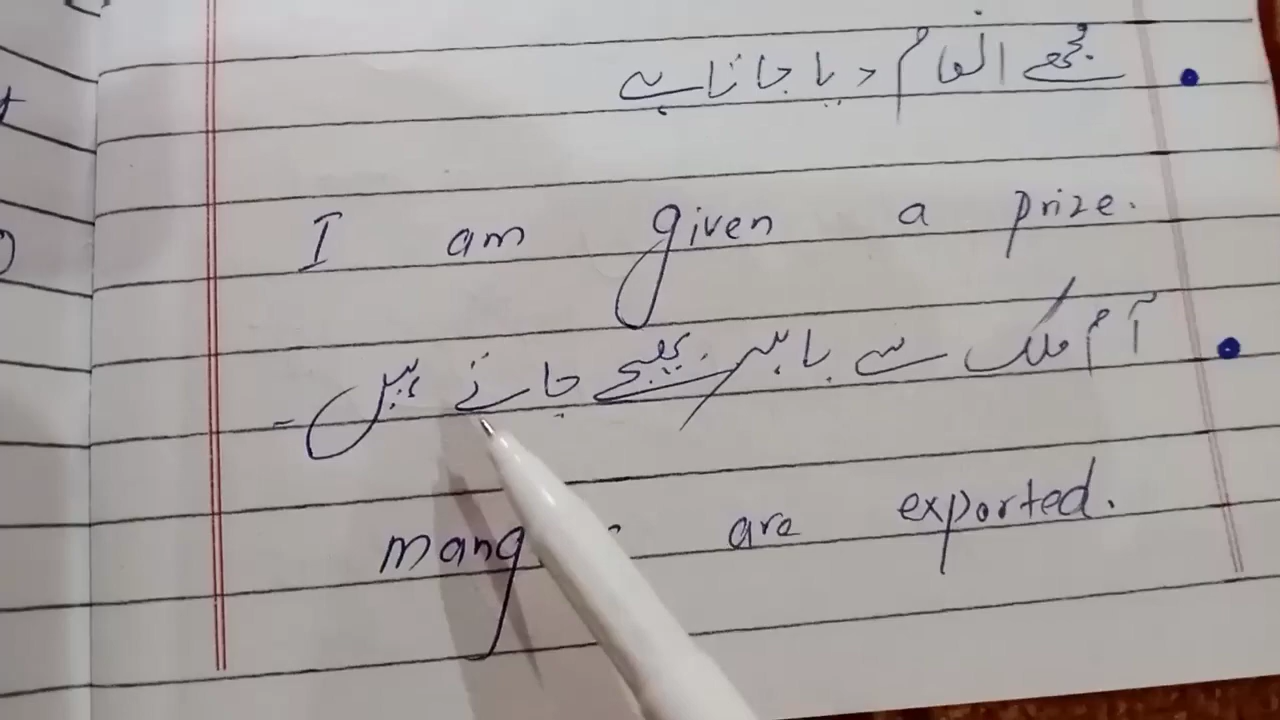 مجھے انعام دیا جاتا ہے
I am given a prize.
آم ملک سے باہر بھیجے جاتے ہیں -
are exported.